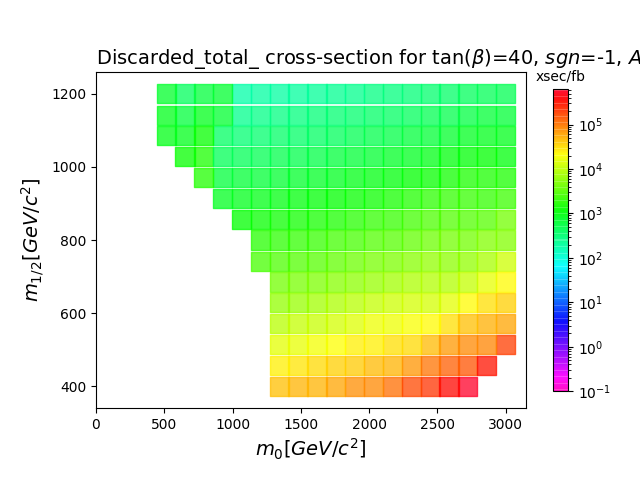 Discarded_total_ cross-section for tan(β)=40, sgn=-1, A
xsec/fb
1200
1000
800
600
400
m_{1/2}[GeV/c^2]
0 500 1000 1500 2000 2500 3000
m_0[GeV/c^2]
10^5
10^4
10^3
10^2
10^1
10^0
10^{-1}